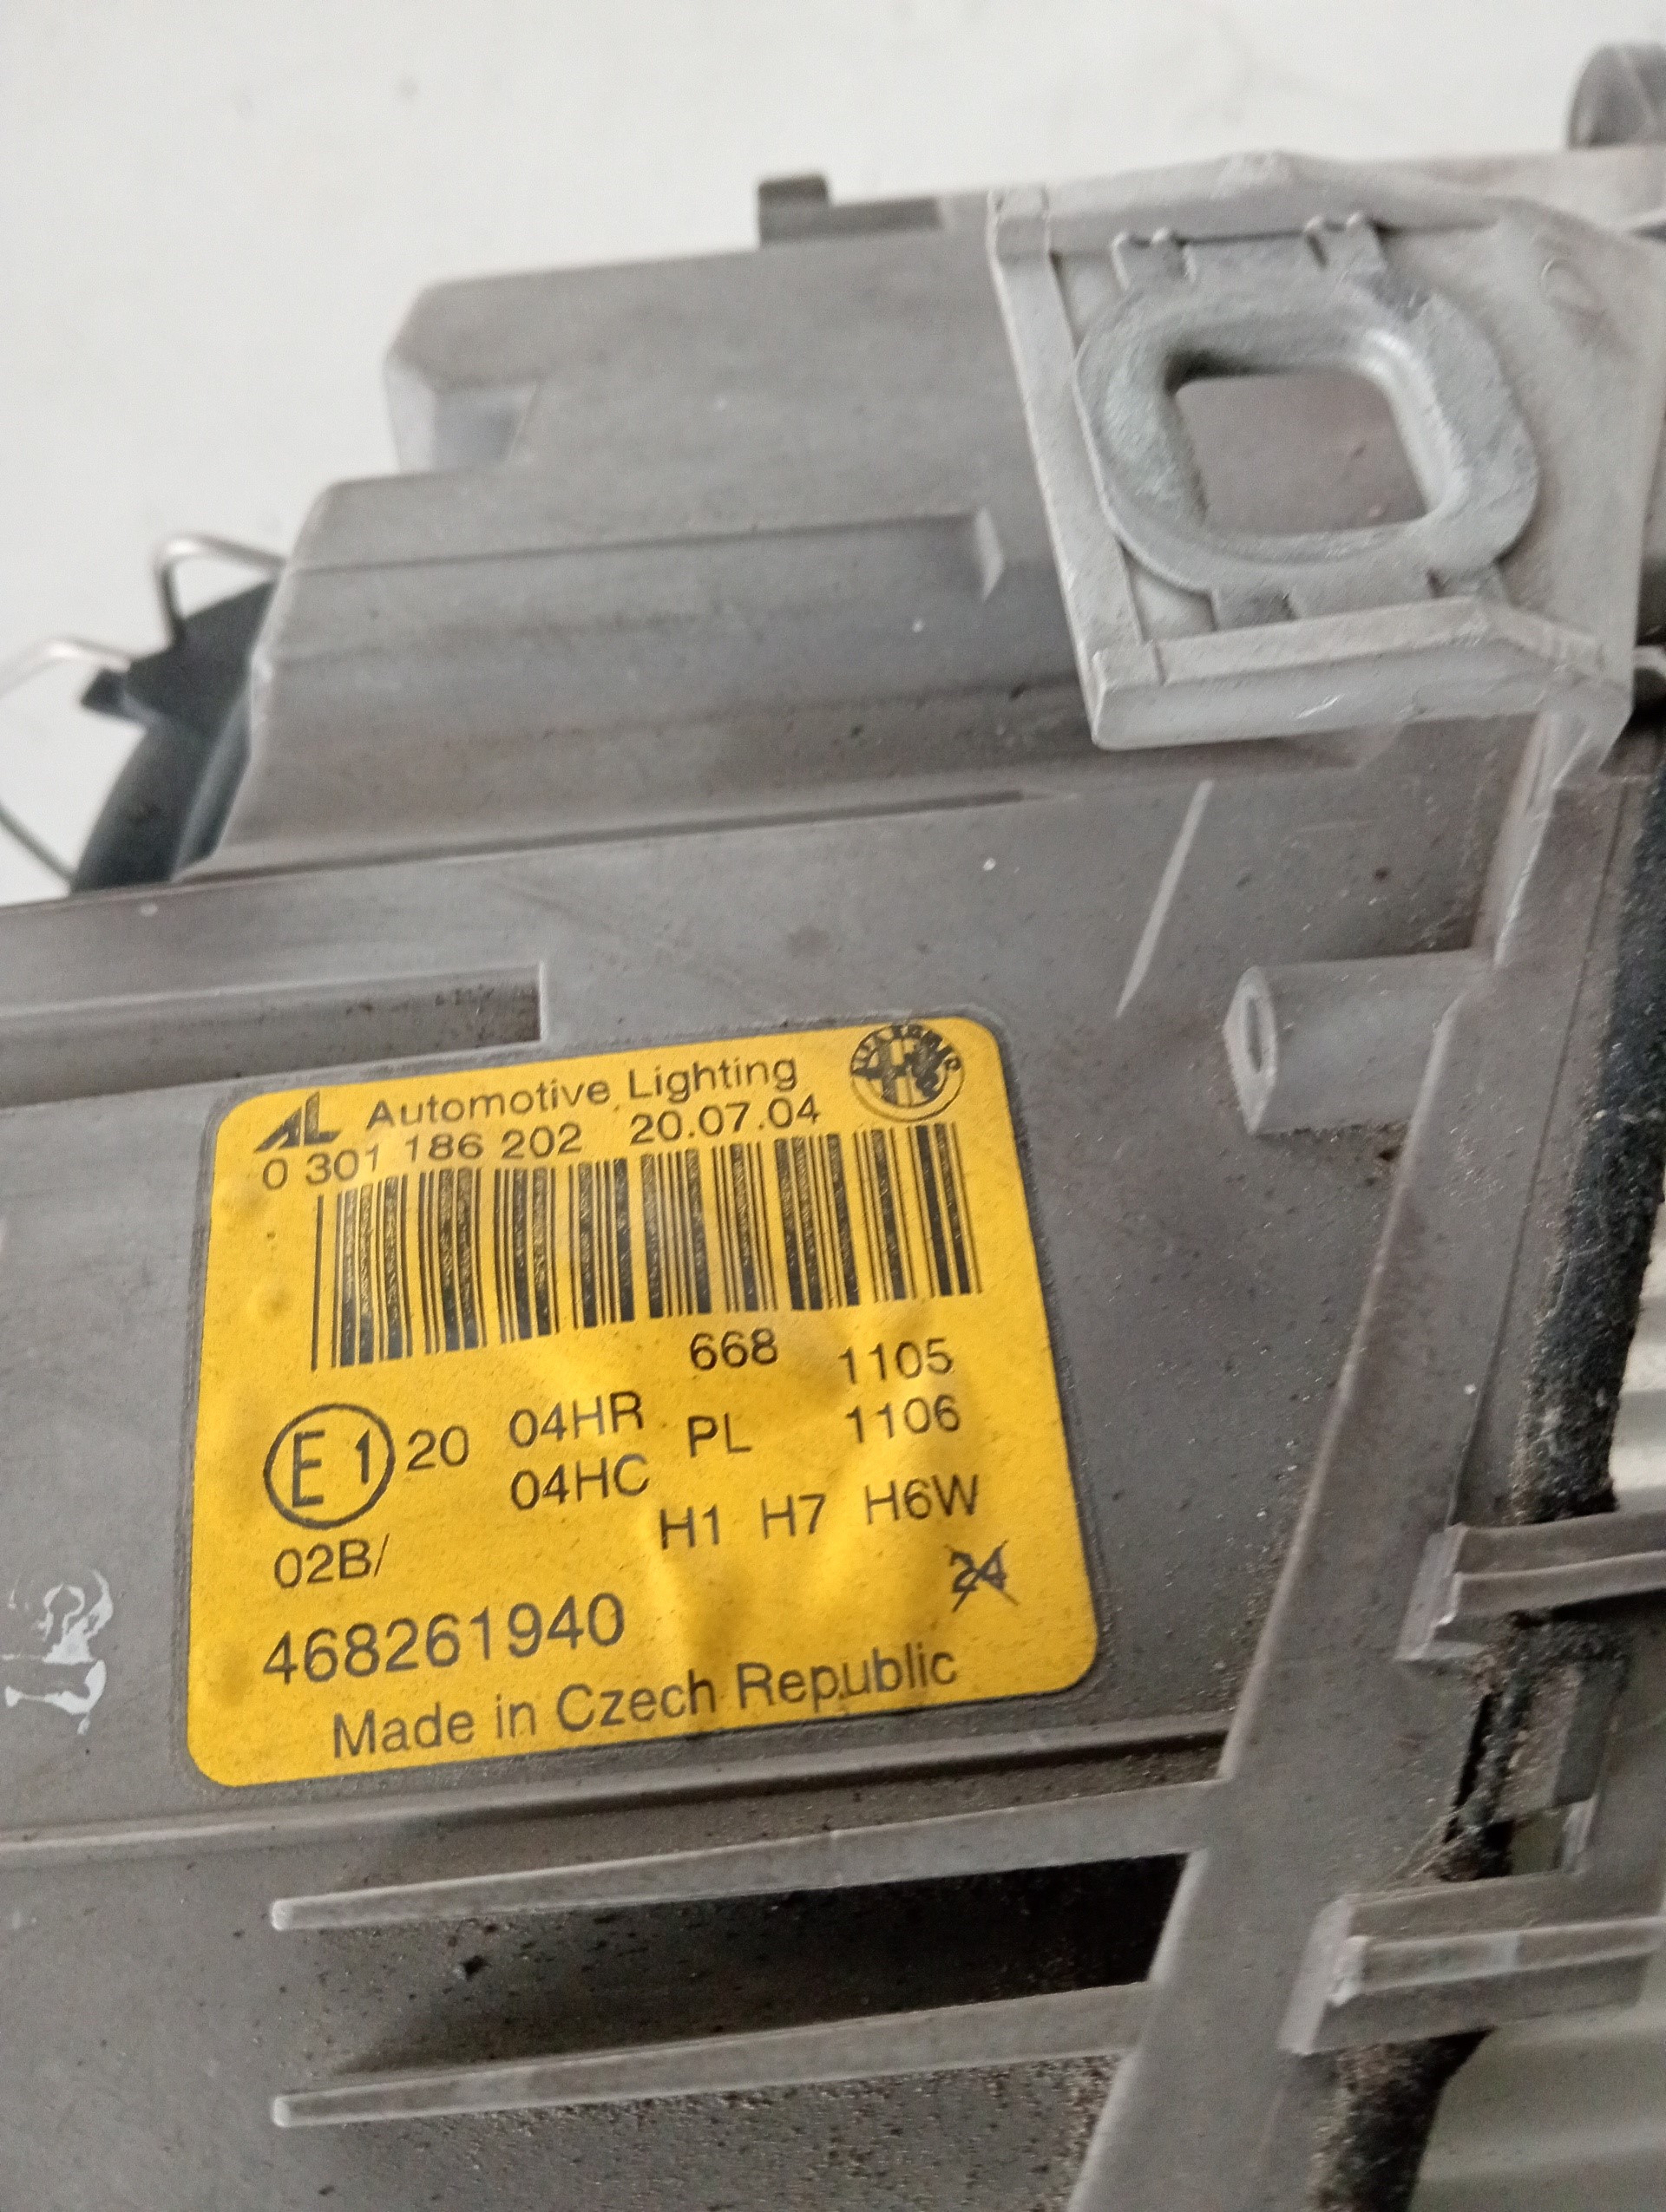 AL Automotive Lighting
0 301 186 202 20.07.04
668 1105
E1 20 04HR PL 1106
04HC
02B/ H1 H7 H6W
24
468261940
Made in Czech Republic